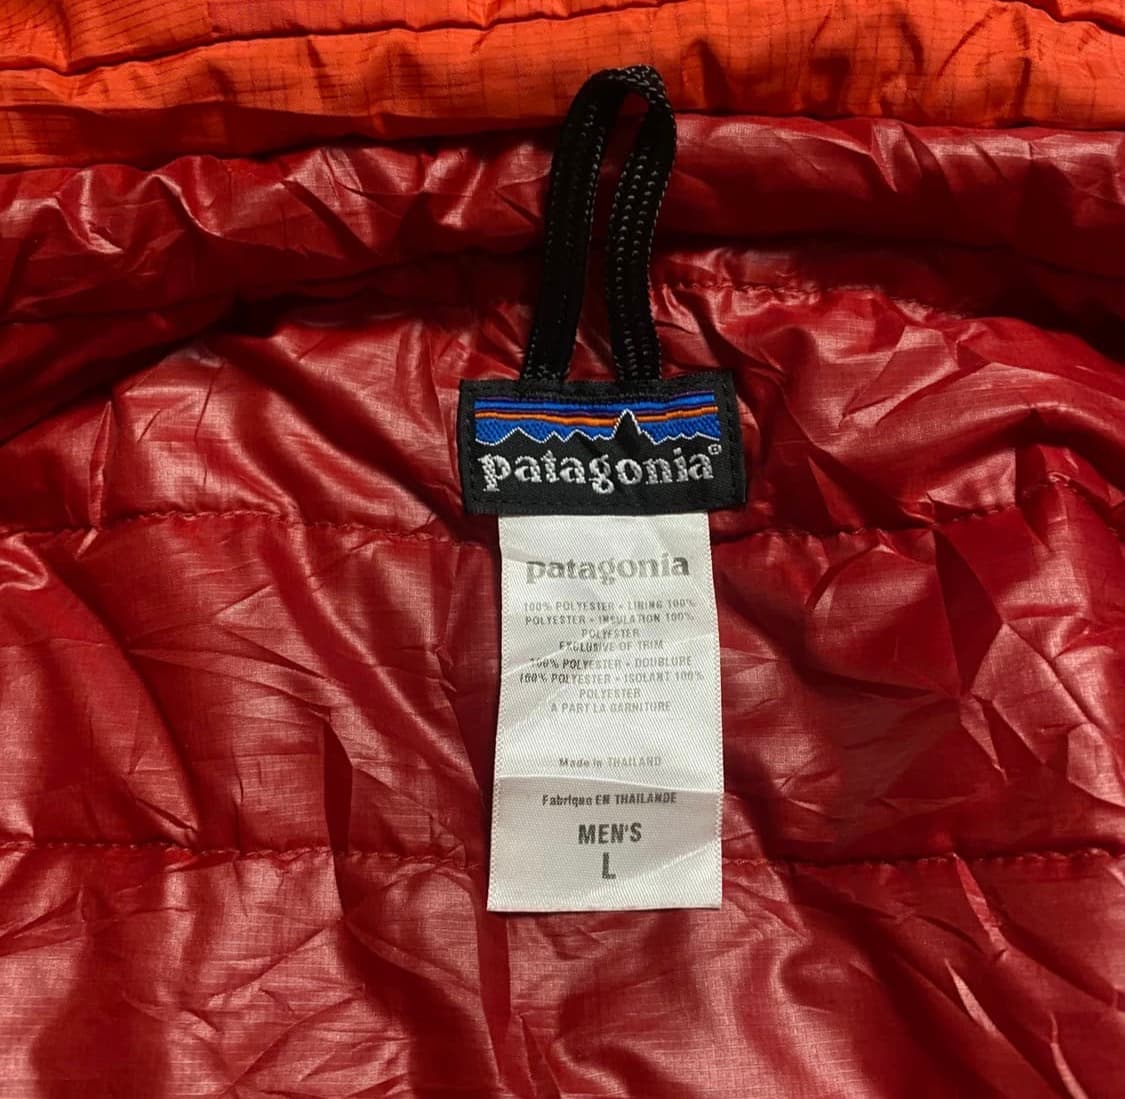 patagonia®
patagonia
100% POLYESTER • LINING 100%
POLYESTER • INSULATION 100%
POLYESTER
EXCLUSIVE OF TRIM
100% POLYESTER • DOUBLURE
100% POLYESTER • ISOLANT 100%
POLYESTER
A PART LA GARNITURE
Made in THAILAND
Fabrique EN THAILANDE
MEN'S
L